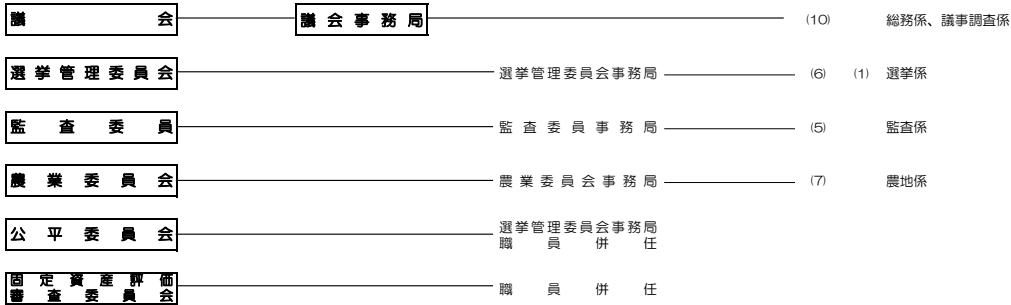 議会 議会事務局 (10) 総務係、議事調査係
選挙管理委員会 選挙管理委員会事務局 (6) (1) 選挙係
監査委員 監査委員事務局 (5) 監査係
農業委員会 農業委員会事務局 (7) 農地係
公平委員会 選挙管理委員会事務局
職員併任
固定資産評価
審査委員会 職員併任